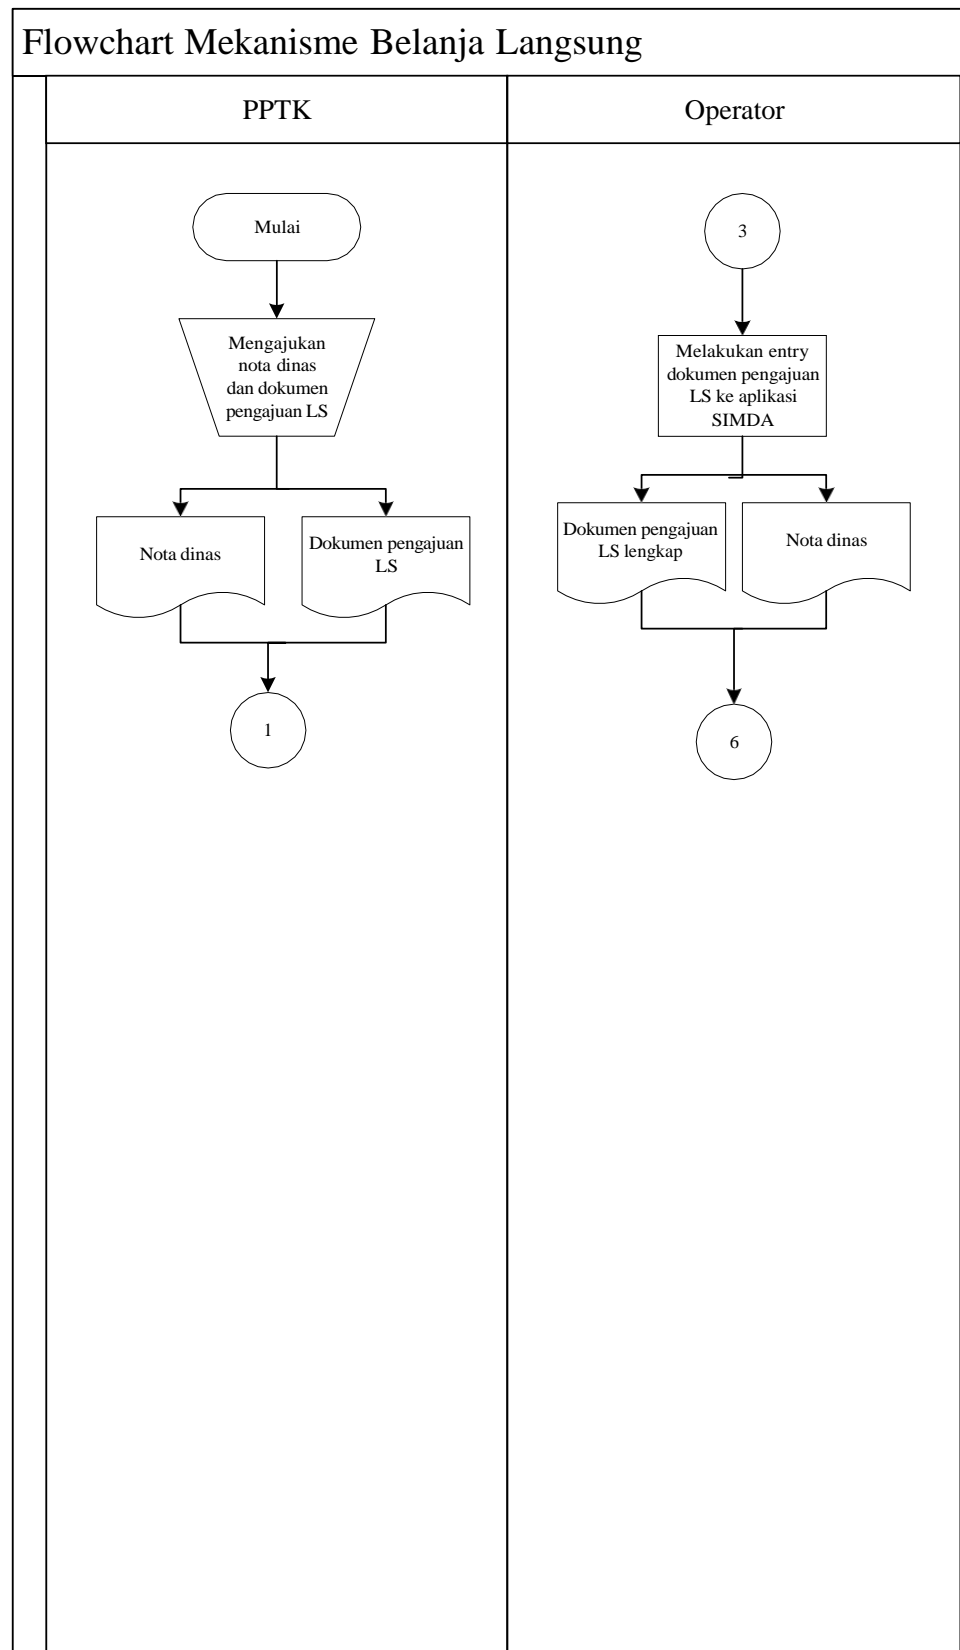 Flowchart Mekanisme Belanja Langsung
PPTK
Operator
Mulai
Mengajukan
nota dinas
dan dokumen
pengajuan LS
Nota dinas
Dokumen pengajuan
LS
1
3
Melakukan entry
dokumen pengajuan
LS ke aplikasi
SIMDA
Dokumen pengajuan
LS lengkap
Nota dinas
6